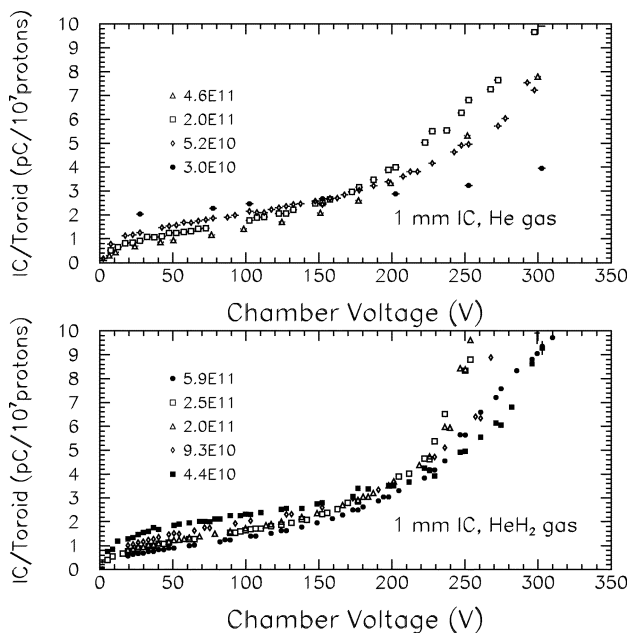 IC/Toroid (pC/10⁷protons)
10
9
8
7
6
5
4
3
2
1
0
4.6E11
2.0E11
5.2E10
3.0E10
1 mm IC, He gas
0 50 100 150 200 250 300 350
Chamber Voltage (V)
IC/Toroid (pC/10⁷protons)
10
9
8
7
6
5
4
3
2
1
0
5.9E11
2.5E11
2.0E11
9.3E10
4.4E10
1 mm IC, HeH₂ gas
0 50 100 150 200 250 300 350
Chamber Voltage (V)